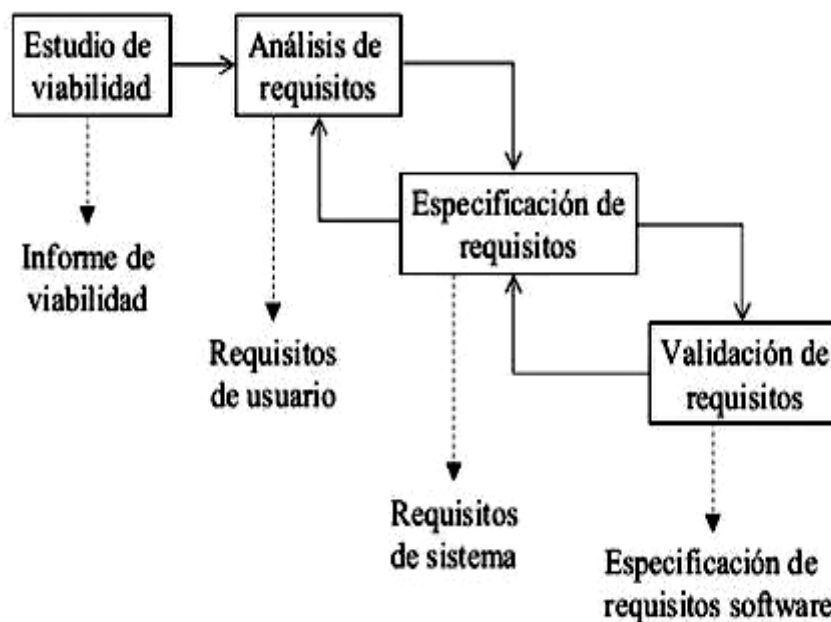 Estudio de
viabilidad
Análisis de
requisitos
Especificación de
requisitos
Informe de
viabilidad
Requisitos
de usuario
Validación de
requisitos
Requisitos
de sistema
Especificación de
requisitos software